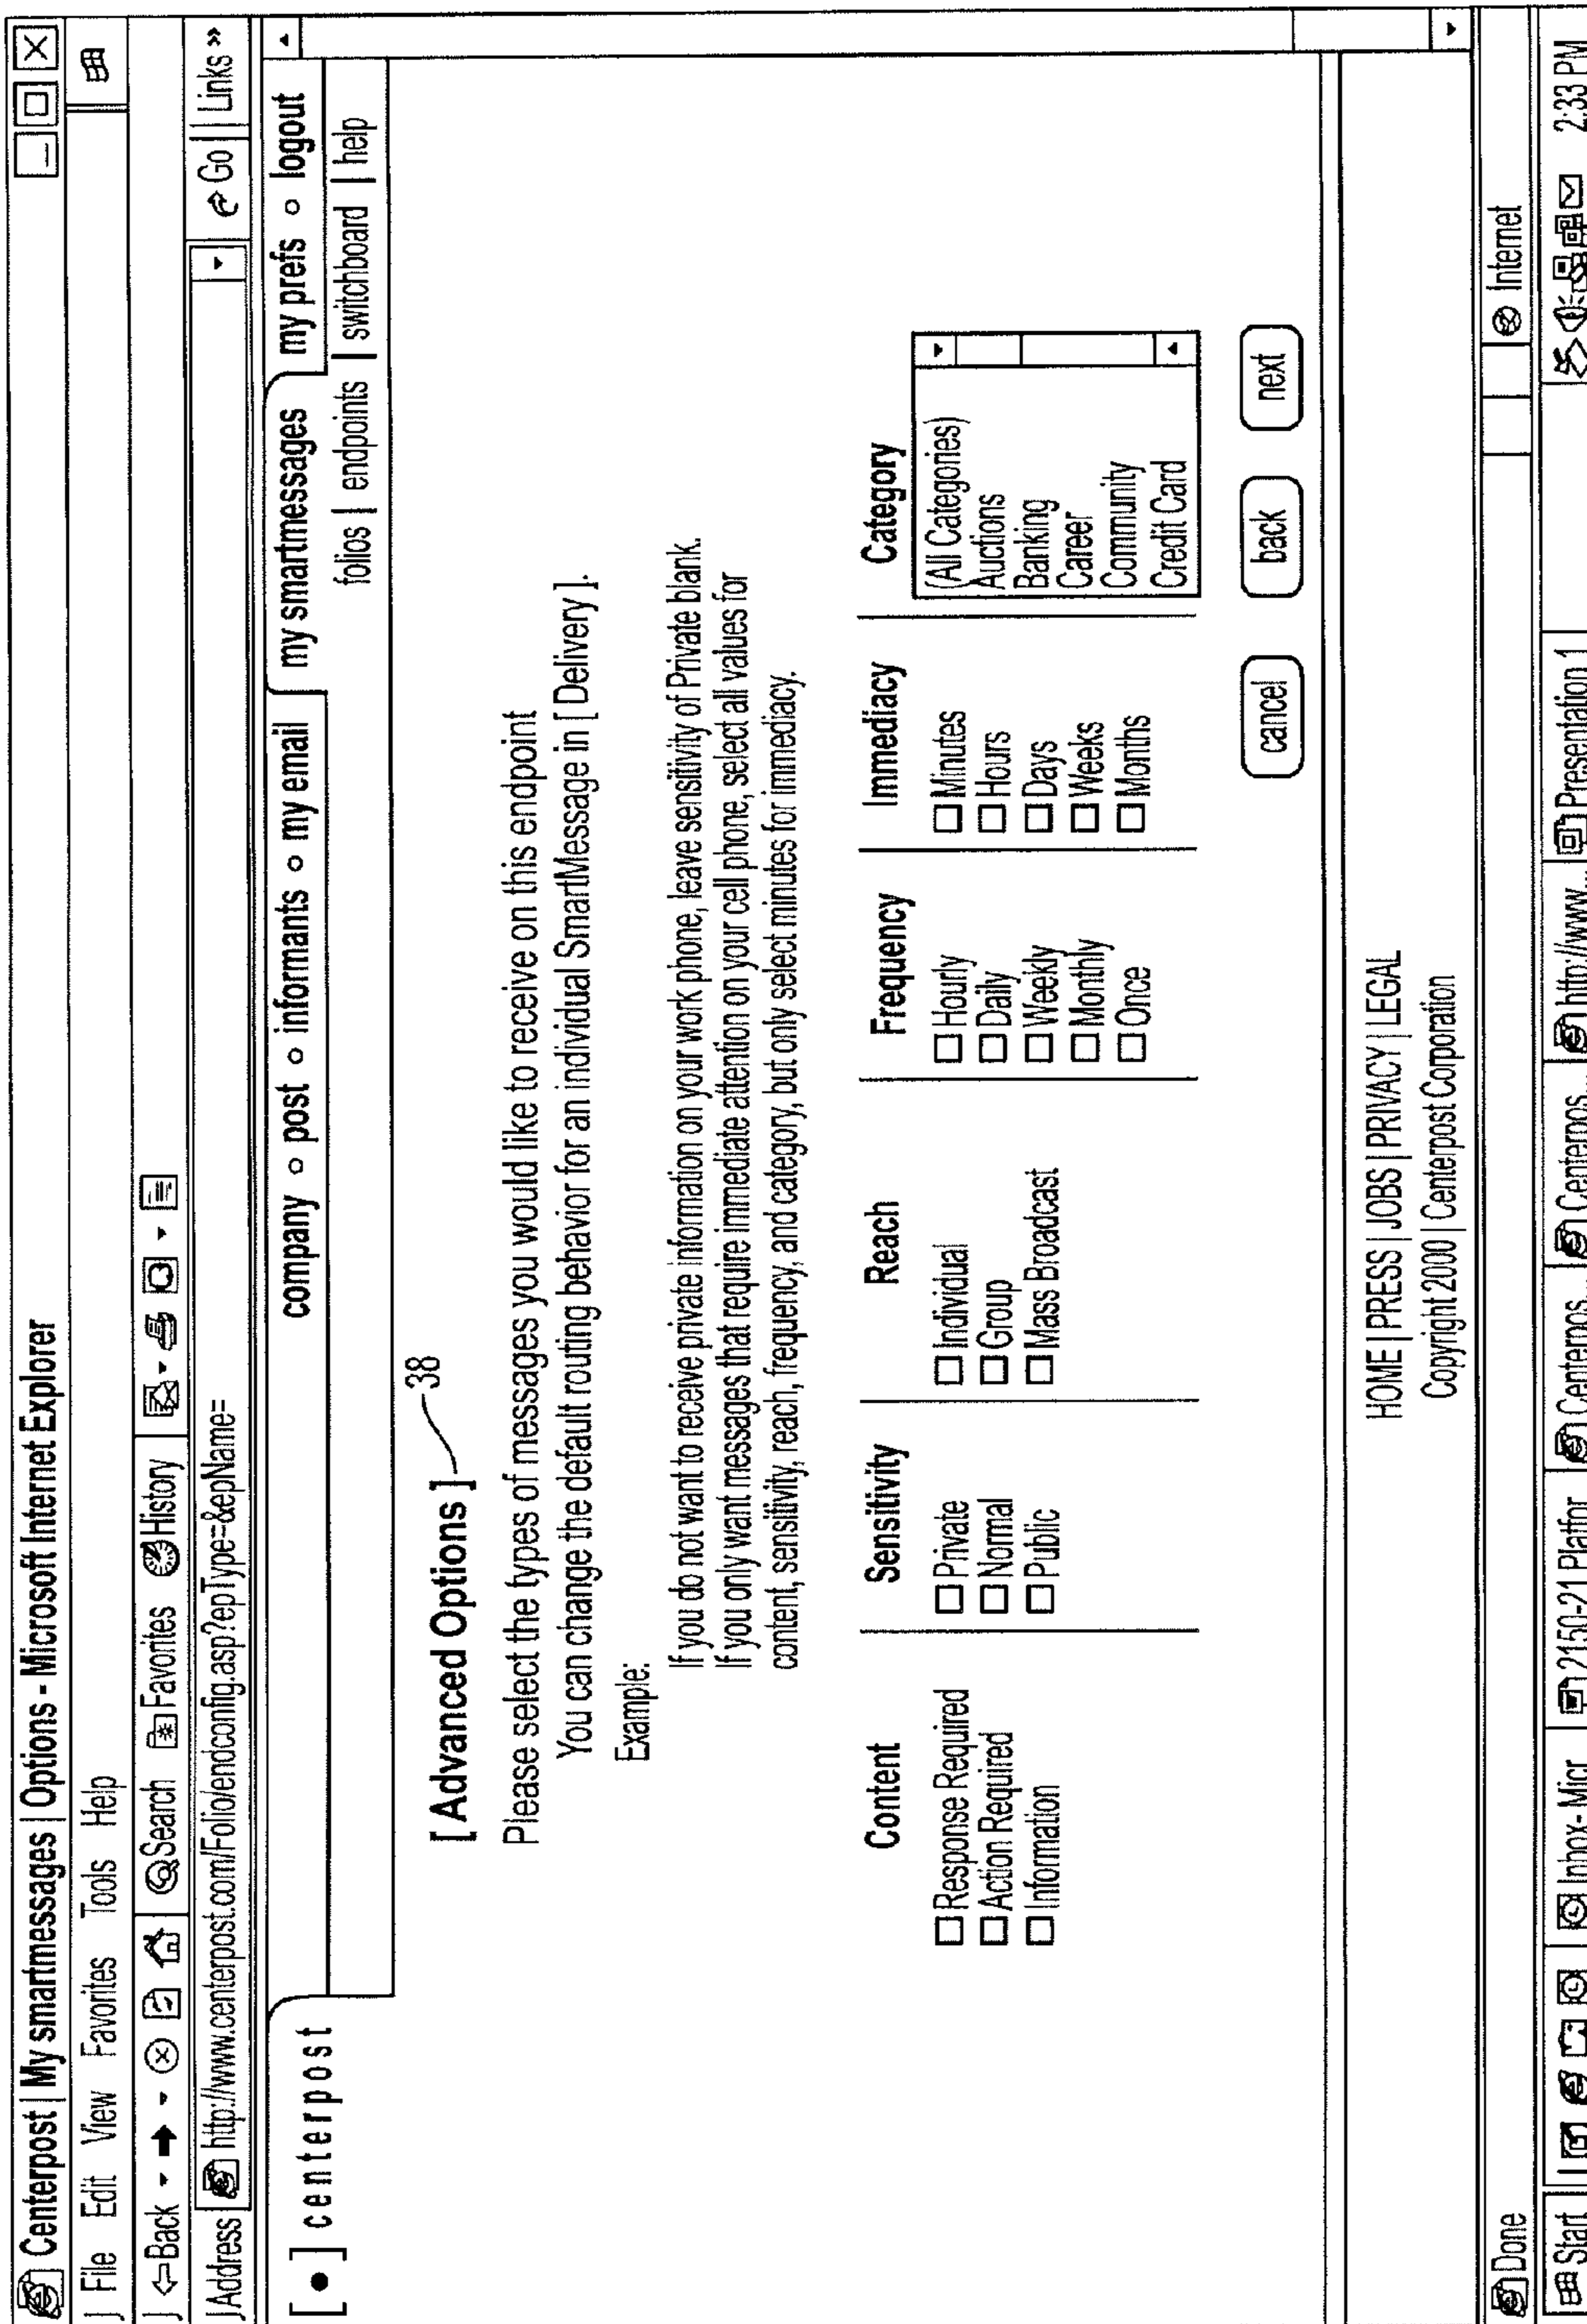 Centerpost | My smartmessages | Options - Microsoft Internet Explorer
File Edit View Favorites Tools Help
Back Search Favorites History
Address http://www.centerpost.com/Folio/endconfig.asp?epType=&epName= Go Links »
[ • ] centerpost
company o post o informants o my email my smartmessages my prefs o logout
folios | endpoints | switchboard | help
[ Advanced Options ] 38
Please select the types of messages you would like to receive on this endpoint
You can change the default routing behavior for an individual SmartMessage in [ Delivery ].
Example:
If you do not want to receive private information on your work phone, leave sensitivity of Private blank.
If you only want messages that require immediate attention on your cell phone, select all values for
content, sensitivity, reach, frequency, and category, but only select minutes for immediacy.
Content Sensitivity Reach Frequency Immediacy Category
Response Required Private Individual Hourly Minutes (All Categories)
Action Required Normal Group Daily Hours Auctions
Information Public Mass Broadcast Weekly Days Banking
Monthly Weeks Career
Once Months Community
Credit Card
cancel back next
HOME | PRESS | JOBS | PRIVACY | LEGAL
Copyright 2000 | Centerpost Corporation
Done Internet
Start Inbox- Micr 2150-21 Platfor Centerpos... Centerpos... http://www... Presentation 1 2:33 PM